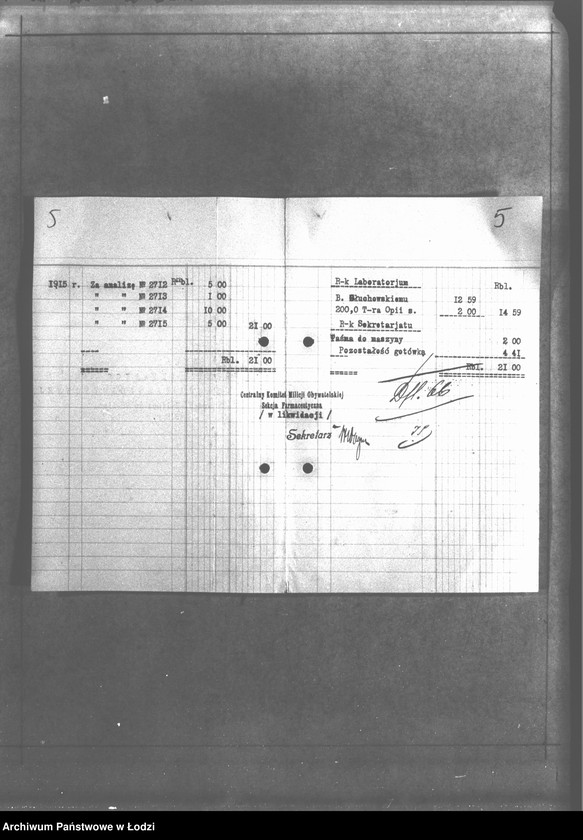 5
5
1915 r. Za analizę № 2712 Rbl. 5 00
" " № 2713 1 00
" " № 2714 10 00
" " № 2715 5 00 21 00
Rbl. 21 00
R-k Laboratorjum Rbl.
B. Głuchowskiemu 12 59
200,0 T-ra Opii s. 2 00 14 59
R-k Sekretarjatu
Taśma do maszyny 2 00
Pozostałość gotówką 4 41
Rbl. 21 00
Centralny Komitet Milicji Obywatelskiej
Sekcja Farmaceutyczna
/ w likwidacji /
Sekretarz
Archiwum Państwowe w Łodzi